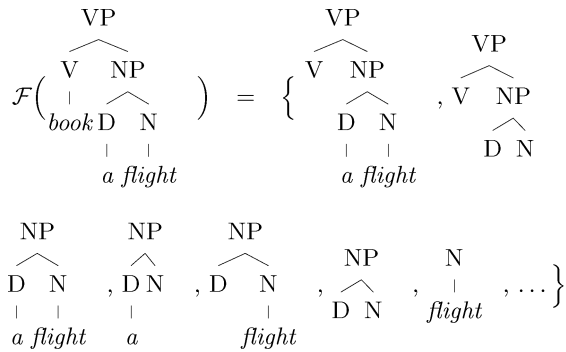 VP VP
VP
V NP V NP
ℱ( ) = { , V NP
book D N D N
D N
a flight a flight
NP NP NP
NP N
D N , D N , D N , , , … }
D N flight
a flight a flight